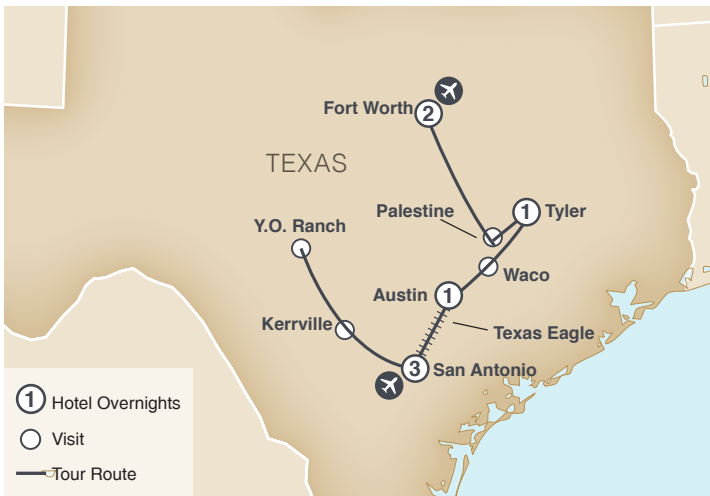 Fort Worth
2
TEXAS
Palestine
1
Tyler
Y.O. Ranch
Waco
Austin
1
Kerrville
Texas Eagle
3
San Antonio
1 Hotel Overnights
Visit
Tour Route